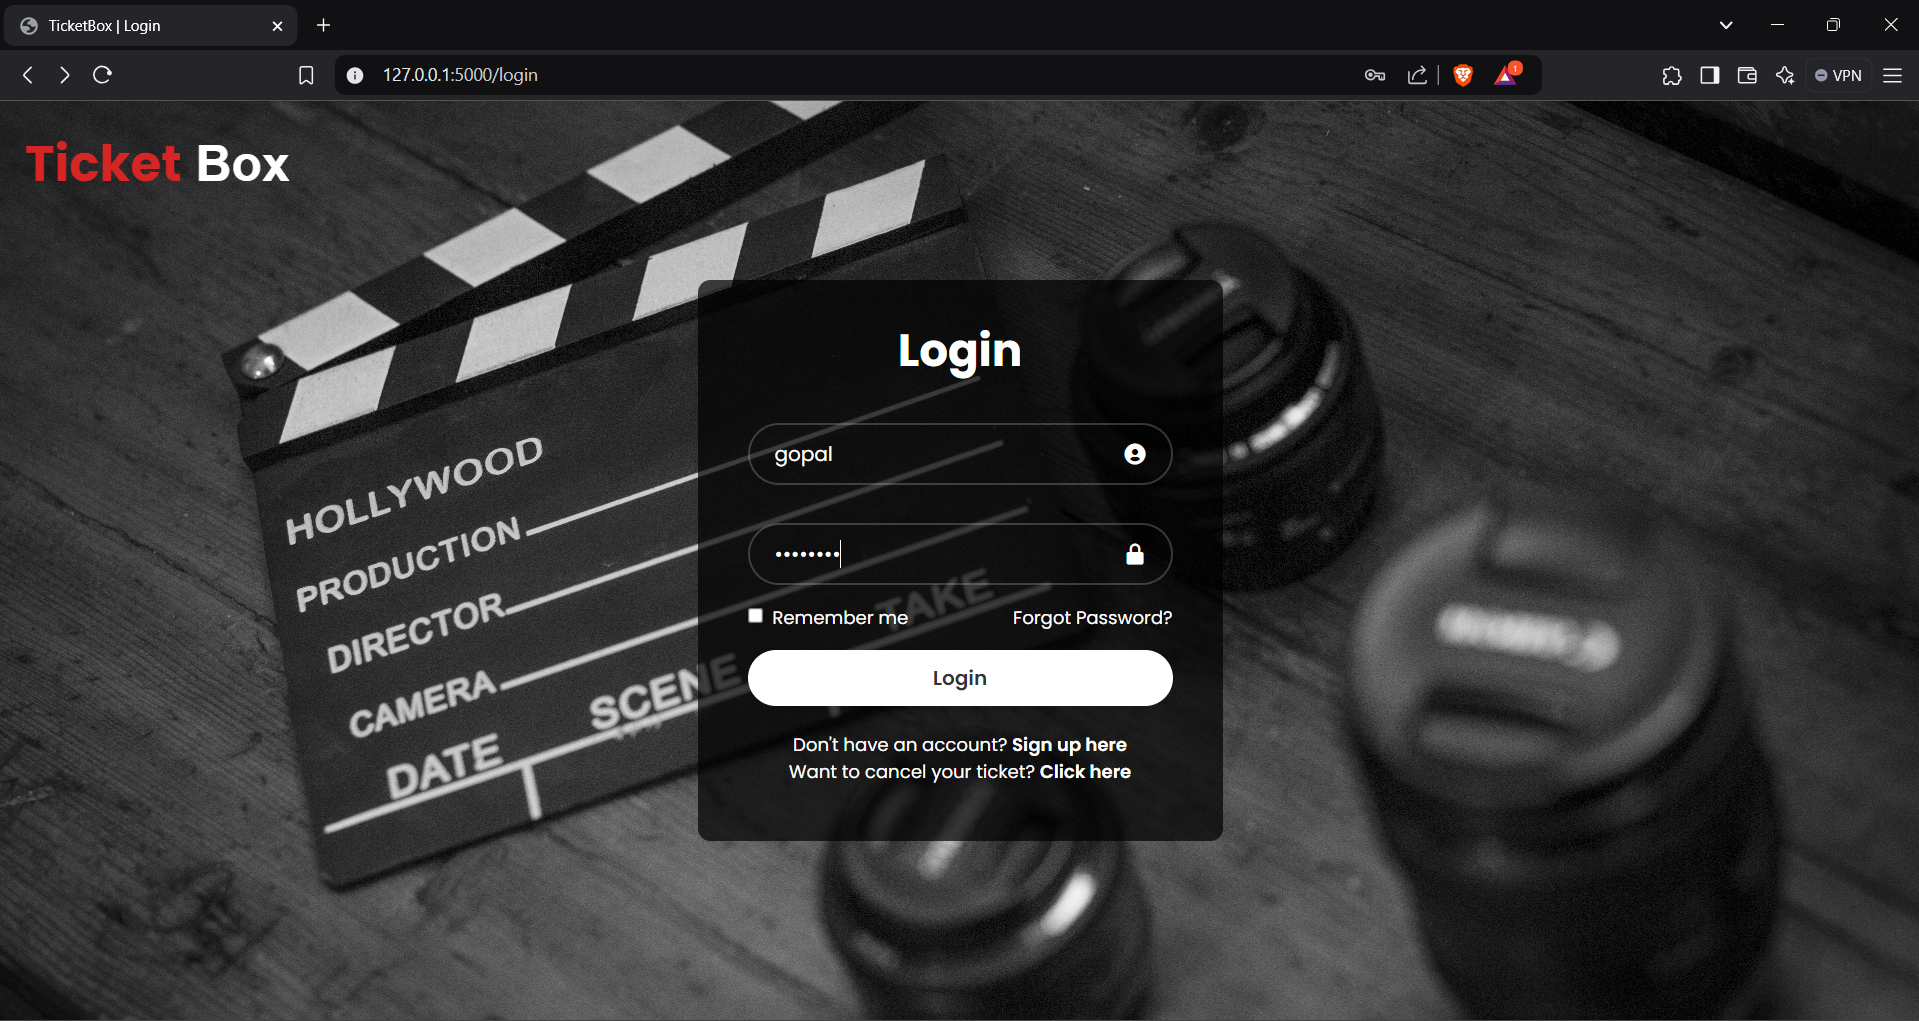 TicketBox | Login
127.0.0.1:5000/login
1
VPN
Ticket Box
HOLLYWOOD
PRODUCTION
DIRECTOR
CAMERA
DATE
SCENE
TAKE
Login
gopal
••••••••
Remember me
Forgot Password?
Login
Don't have an account? Sign up here
Want to cancel your ticket? Click here